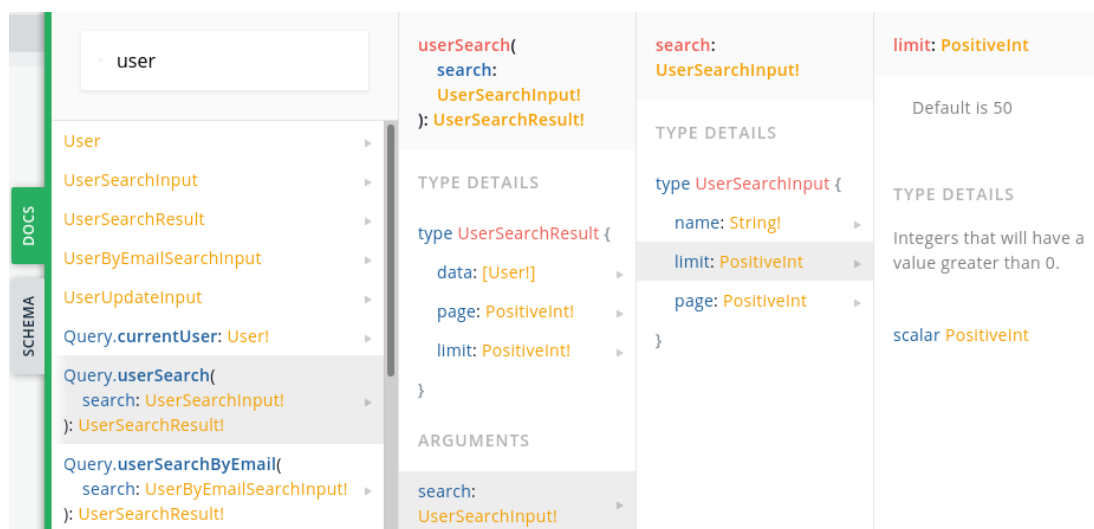 DOCS
SCHEMA
user
User
UserSearchInput
UserSearchResult
UserByEmailSearchInput
UserUpdateInput
Query.currentUser: User!
Query.userSearch(
search: UserSearchInput!
): UserSearchResult!
Query.userSearchByEmail(
search: UserByEmailSearchInput!
): UserSearchResult!
userSearch(
search:
UserSearchInput!
): UserSearchResult!
TYPE DETAILS
type UserSearchResult {
data: [User!]
page: PositiveInt!
limit: PositiveInt!
}
ARGUMENTS
search:
UserSearchInput!
search:
UserSearchInput!
TYPE DETAILS
type UserSearchInput {
name: String!
limit: PositiveInt
page: PositiveInt
}
limit: PositiveInt
Default is 50
TYPE DETAILS
Integers that will have a
value greater than 0.
scalar PositiveInt